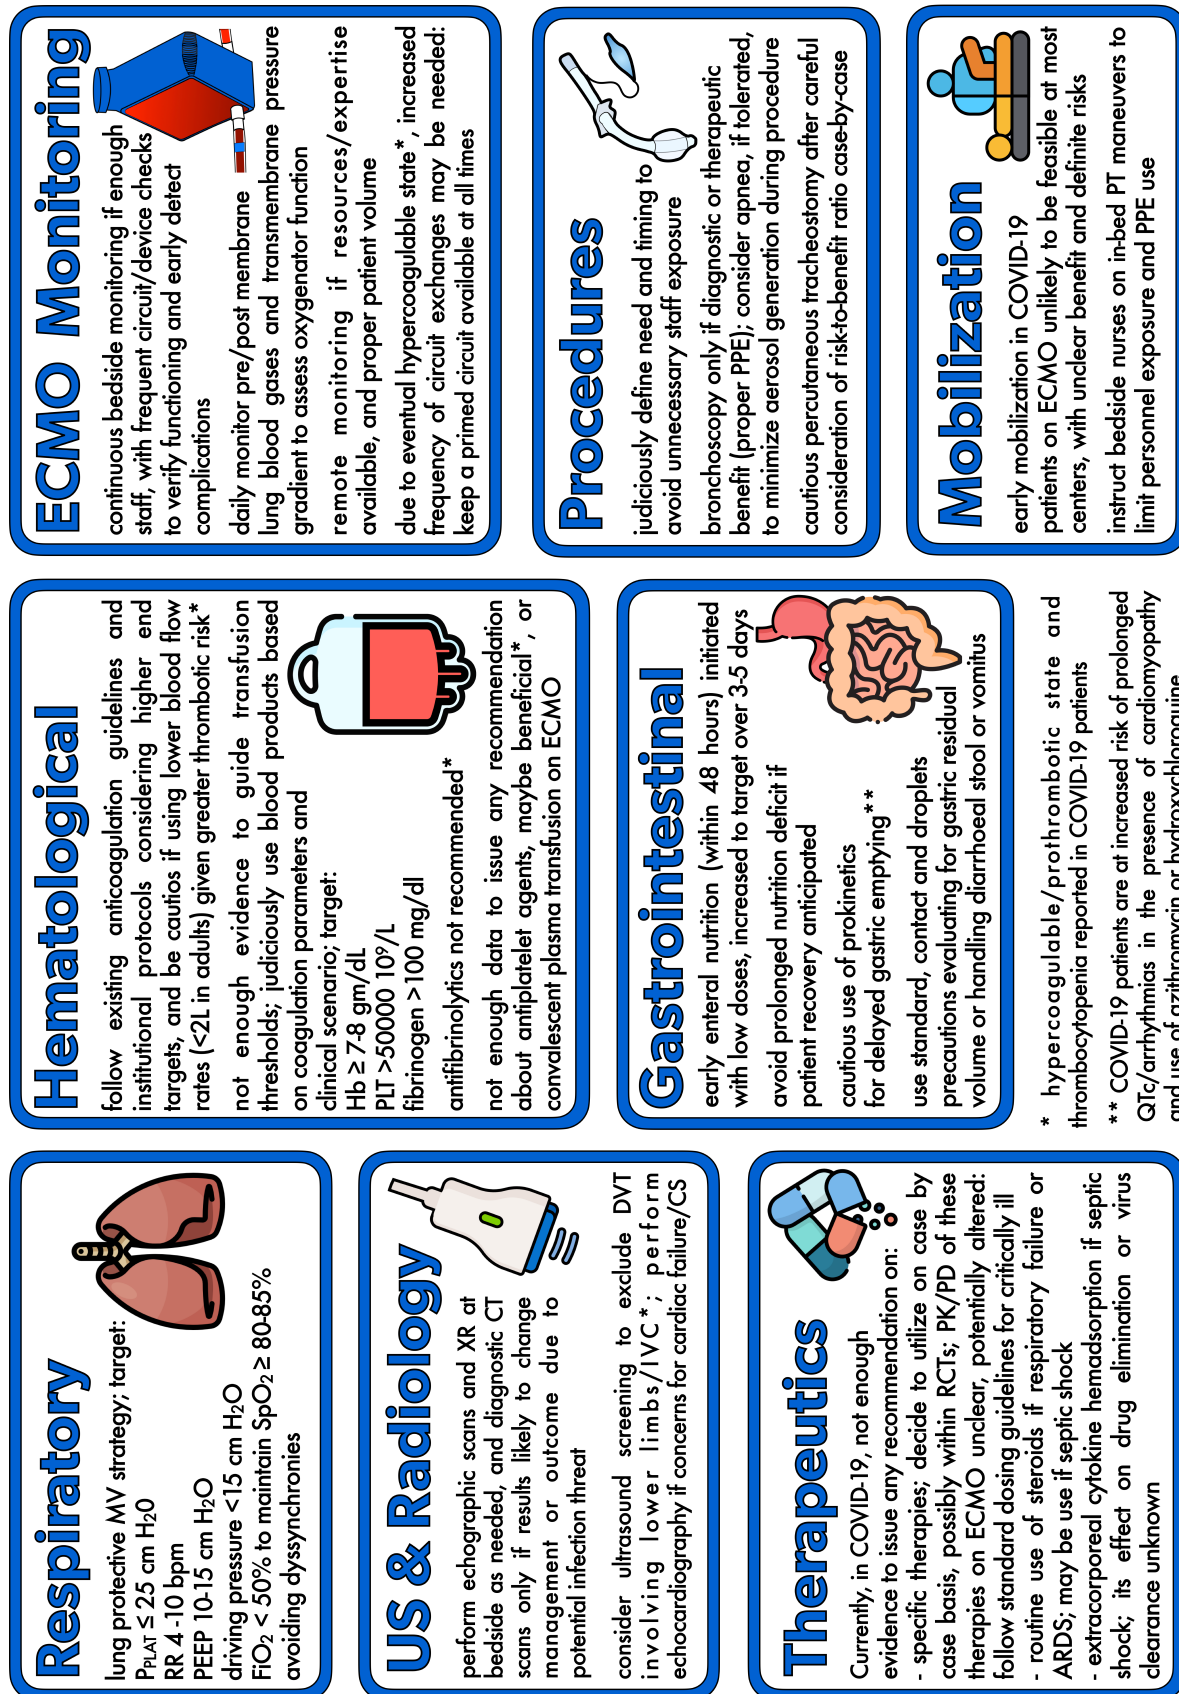 Respiratory
lung protective MV strategy; target:
PPLAT ≤ 25 cm H20
RR 4 -10 bpm
PEEP 10-15 cm H2O
driving pressure <15 cm H2O
FiO2 < 50% to maintain SpO2 ≥ 80-85%
avoiding dyssynchronies
US & Radiology
perform echographic scans and XR at
bedside as needed, and diagnostic CT
scans only if results likely to change
management or outcome due to
potential infection threat
consider ultrasound screening to exclude DVT
involving lower limbs/IVC*; perform
echocardiography if concerns for cardiac failure/CS
Therapeutics
Currently, in COVID-19, not enough
evidence to issue any recommendation on:
- specific therapies; decide to utilize on case by
case basis, possibly within RCTs; PK/PD of these
therapies on ECMO unclear, potentially altered:
follow standard dosing guidelines for critically ill
- routine use of steroids if respiratory failure or
ARDS; may be use if septic shock
- extracorporeal cytokine hemadsorption if septic
shock; its effect on drug elimination or virus
clearance unknown
Hematological
follow existing anticoagulation guidelines and
institutional protocols considering higher end
targets, and be cautios if using lower blood flow
rates (<2L in adults) given greater thrombotic risk*
not enough evidence to guide transfusion
thresholds; judiciously use blood products based
on coagulation parameters and
clinical scenario; target:
Hb ≥ 7-8 gm/dL
PLT >50000 10⁹/L
fibrinogen >100 mg/dl
antifibrinolytics not recommended*
not enough data to issue any recommendation
about antiplatelet agents, maybe beneficial*, or
convalescent plasma transfusion on ECMO
Gastrointestinal
early enteral nutrition (within 48 hours) initiated
with low doses, increased to target over 3-5 days
avoid prolonged nutrition deficit if
patient recovery anticipated
cautious use of prokinetics
for delayed gastric emptying**
use standard, contact and droplets
precautions evaluating for gastric residual
volume or handling diarrhoeal stool or vomitus
* hypercoagulable/prothrombotic state and
thrombocytopenia reported in COVID-19 patients
** COVID-19 patients are at increased risk of prolonged
QTc/arrhythmias in the presence of cardiomyopathy
and use of azithromycin or hydroxychloroquine
ECMO Monitoring
continuous bedside monitoring if enough
staff, with frequent circuit/device checks
to verify functioning and early detect
complications
daily monitor pre/post membrane
lung blood gases and transmembrane pressure
gradient to assess oxygenator function
remote monitoring if resources/expertise
available, and proper patient volume
due to eventual hypercoagulable state*, increased
frequency of circuit exchanges may be needed:
keep a primed circuit available at all times
Procedures
judiciously define need and timing to
avoid unnecessary staff exposure
bronchoscopy only if diagnostic or therapeutic
benefit (proper PPE); consider apnea, if tolerated,
to minimize aerosol generation during procedure
cautious percutaneous tracheostomy after careful
consideration of risk-to-benefit ratio case-by-case
Mobilization
early mobilization in COVID-19
patients on ECMO unlikely to be feasible at most
centers, with unclear benefit and definite risks
instruct bedside nurses on in-bed PT maneuvers to
limit personnel exposure and PPE use